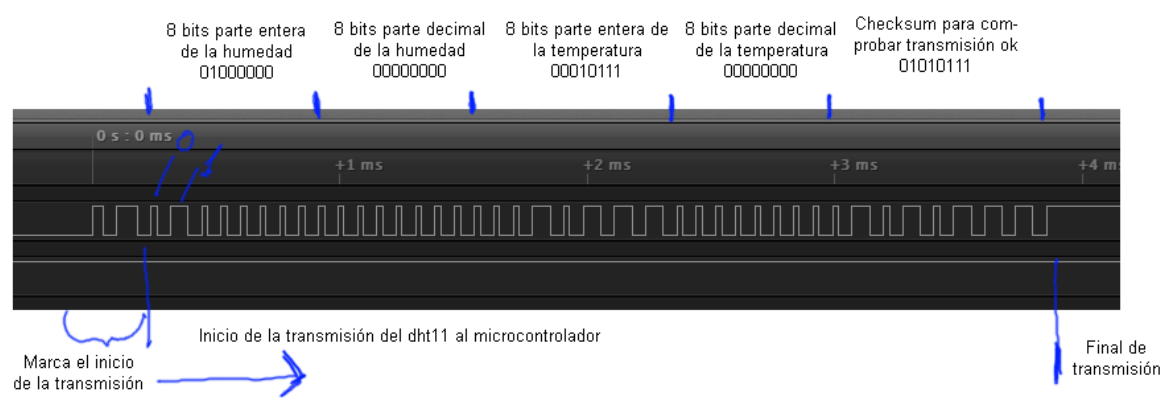 8 bits parte entera
de la humedad
01000000
8 bits parte decimal
de la humedad
00000000
8 bits parte entera de
la temperatura
00010111
8 bits parte decimal
de la temperatura
00000000
Checksum para com-
probar transmisión ok
01010111
0 s : 0 ms
0
1
+1 ms
+2 ms
+3 ms
+4 m
Inicio de la transmisión del dht11 al microcontrolador
Marca el inicio
de la transmisión
Final de
transmisión